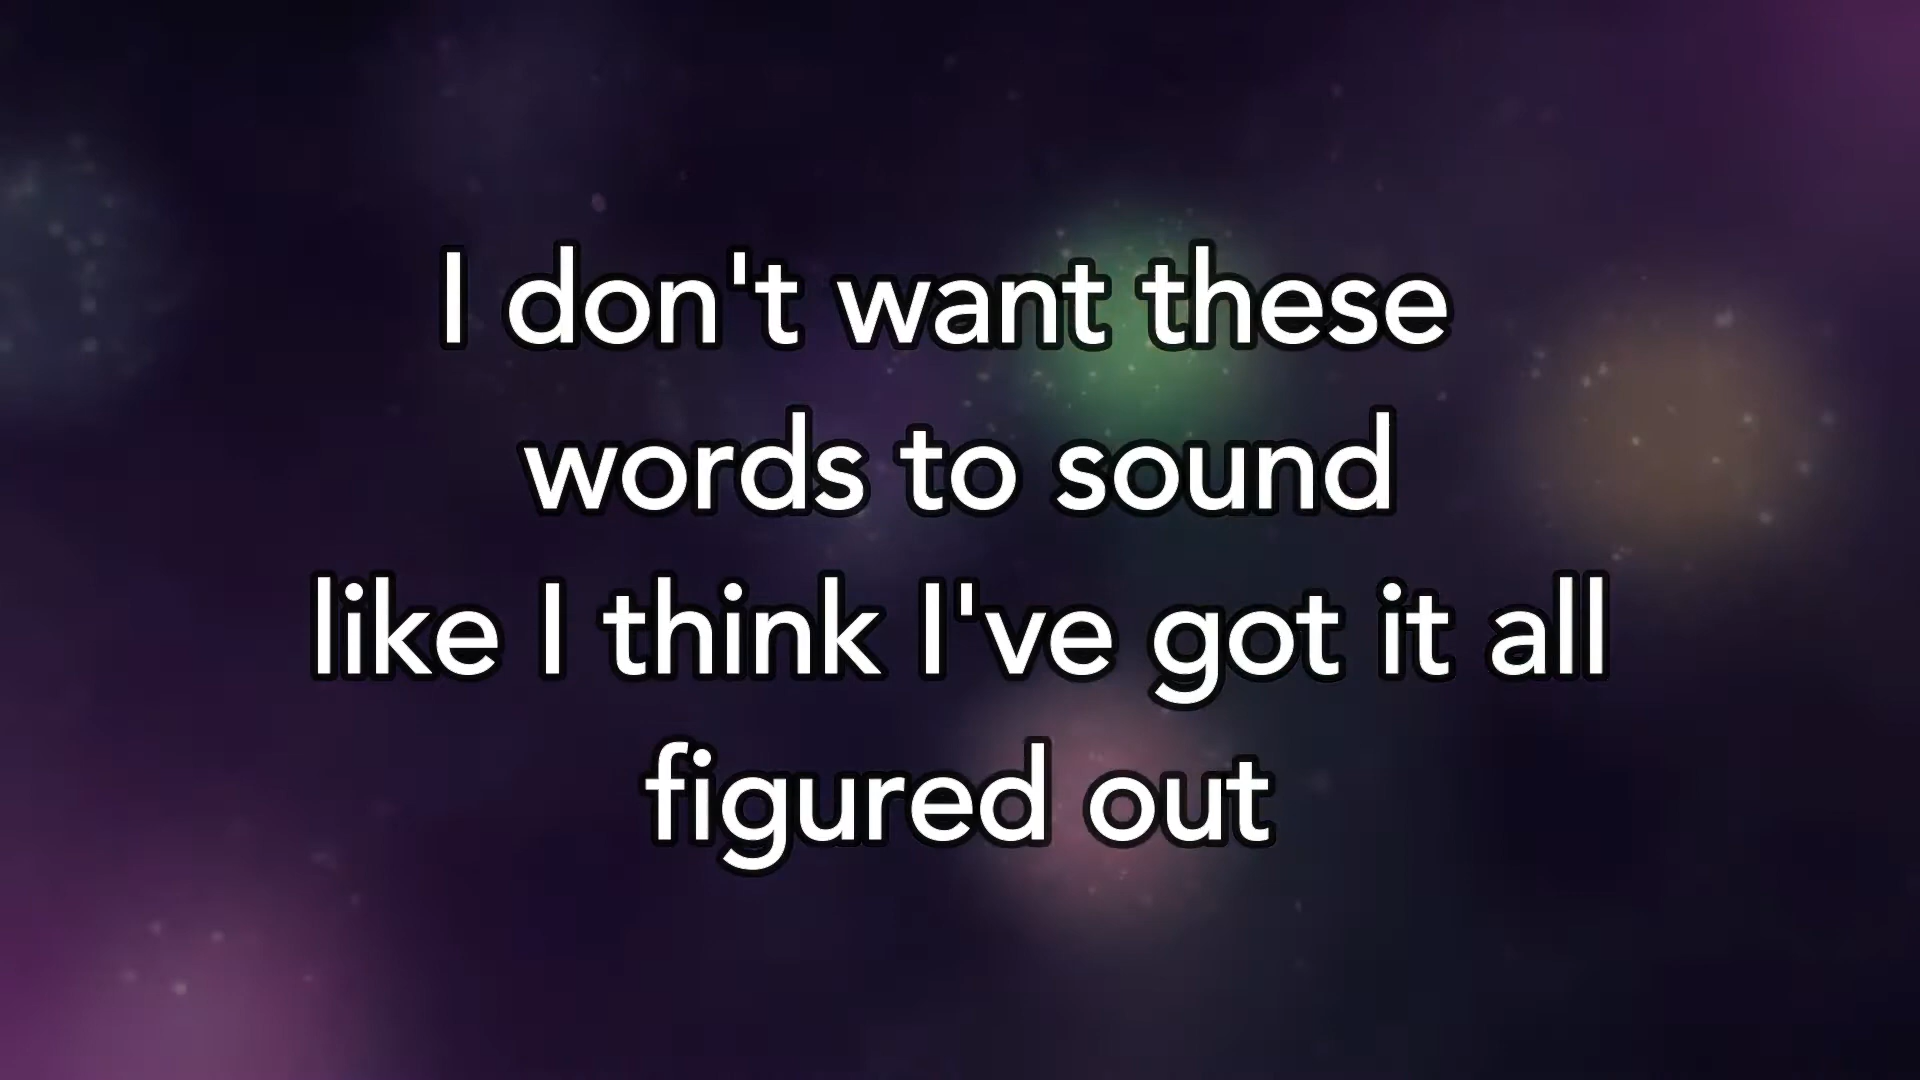 I don't want these
words to sound
like I think I've got it all
figured out